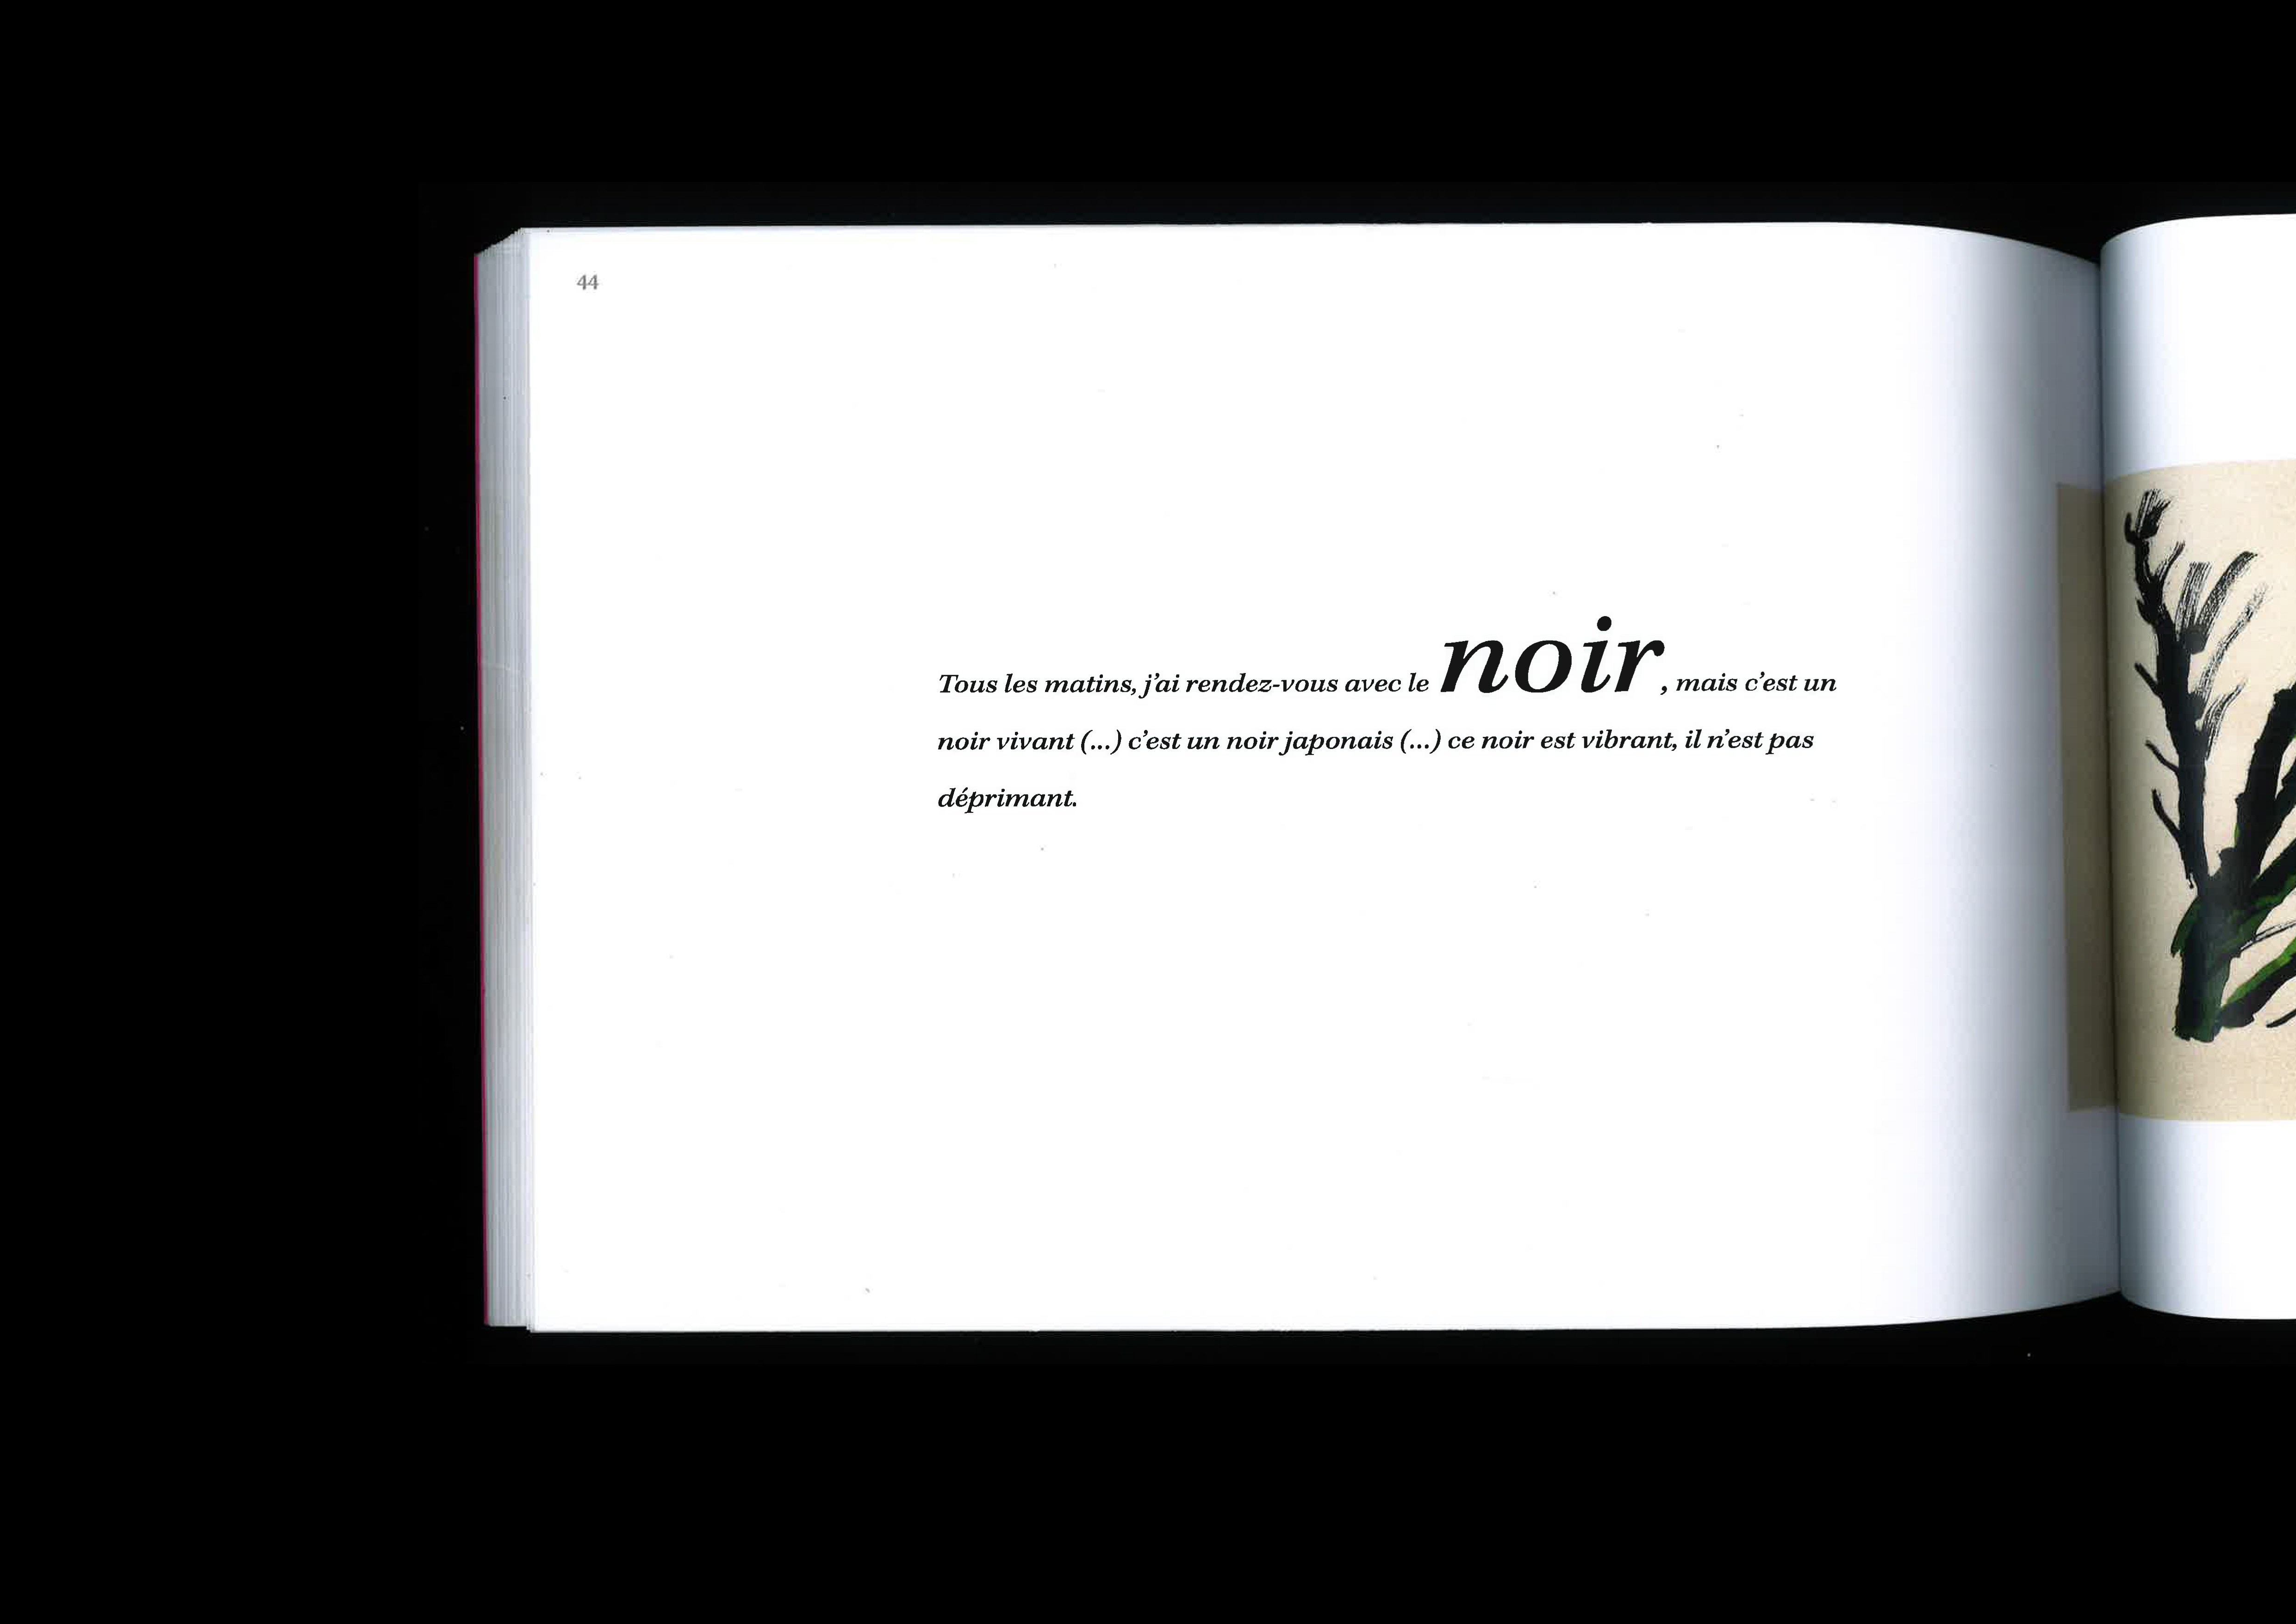 44
Tous les matins, j’ai rendez-vous avec le noir, mais c’est un
noir vivant (...) c’est un noir japonais (...) ce noir est vibrant, il n’est pas
déprimant.